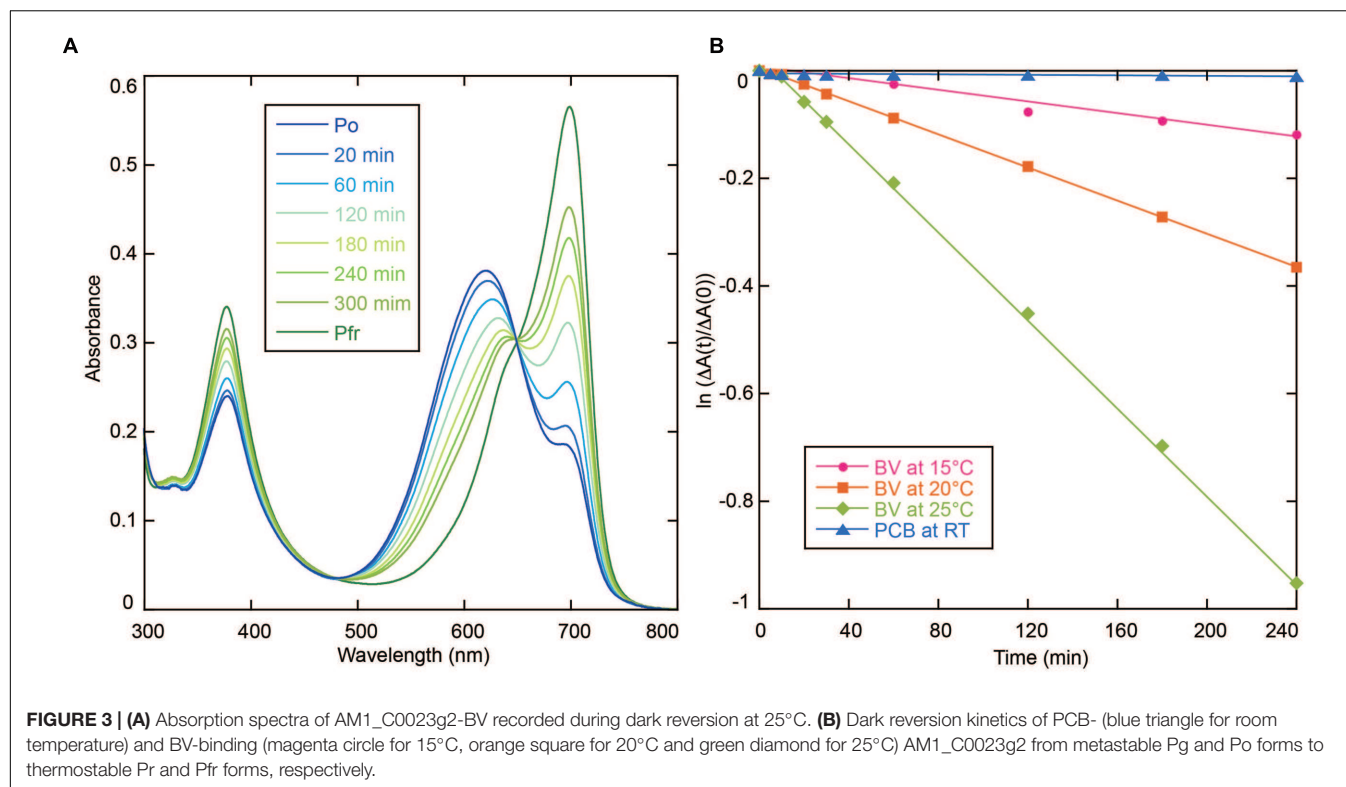 A
0.6
0.5
0.4
0.3
0.2
0.1
0
Absorbance
Po
20 min
60 min
120 min
180 min
240 min
300 mim
Pfr
300 400 500 600 700 800
Wavelength (nm)
B
0.0
-0.2
-0.4
-0.6
-0.8
-1
ln (ΔA(t)/ΔA(0))
BV at 15°C
BV at 20°C
BV at 25°C
PCB at RT
0 40 80 120 160 200 240
Time (min)
FIGURE 3 | (A) Absorption spectra of AM1_C0023g2-BV recorded during dark reversion at 25°C. (B) Dark reversion kinetics of PCB- (blue triangle for room
temperature) and BV-binding (magenta circle for 15°C, orange square for 20°C and green diamond for 25°C) AM1_C0023g2 from metastable Pg and Po forms to
thermostable Pr and Pfr forms, respectively.